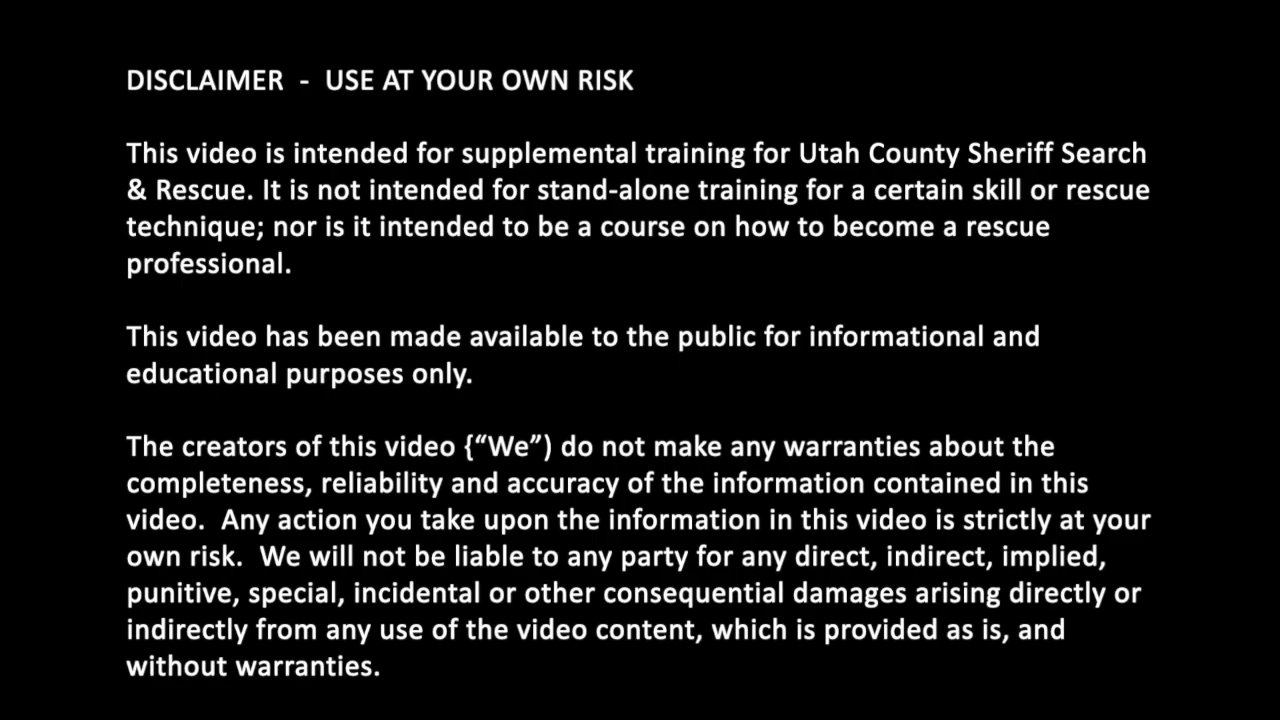 DISCLAIMER  -  USE AT YOUR OWN RISK
This video is intended for supplemental training for Utah County Sheriff Search
& Rescue. It is not intended for stand-alone training for a certain skill or rescue
technique; nor is it intended to be a course on how to become a rescue
professional.
This video has been made available to the public for informational and
educational purposes only.
The creators of this video {“We”) do not make any warranties about the
completeness, reliability and accuracy of the information contained in this
video.  Any action you take upon the information in this video is strictly at your
own risk.  We will not be liable to any party for any direct, indirect, implied,
punitive, special, incidental or other consequential damages arising directly or
indirectly from any use of the video content, which is provided as is, and
without warranties.